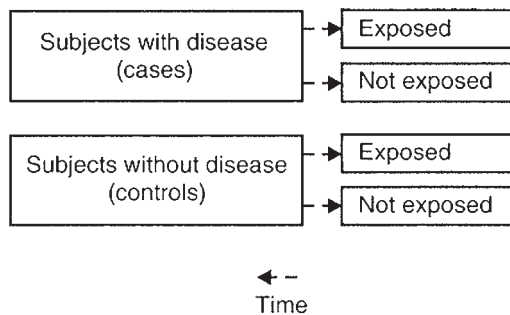 Subjects with disease
(cases)
Exposed
Not exposed
Subjects without disease
(controls)
Exposed
Not exposed
Time